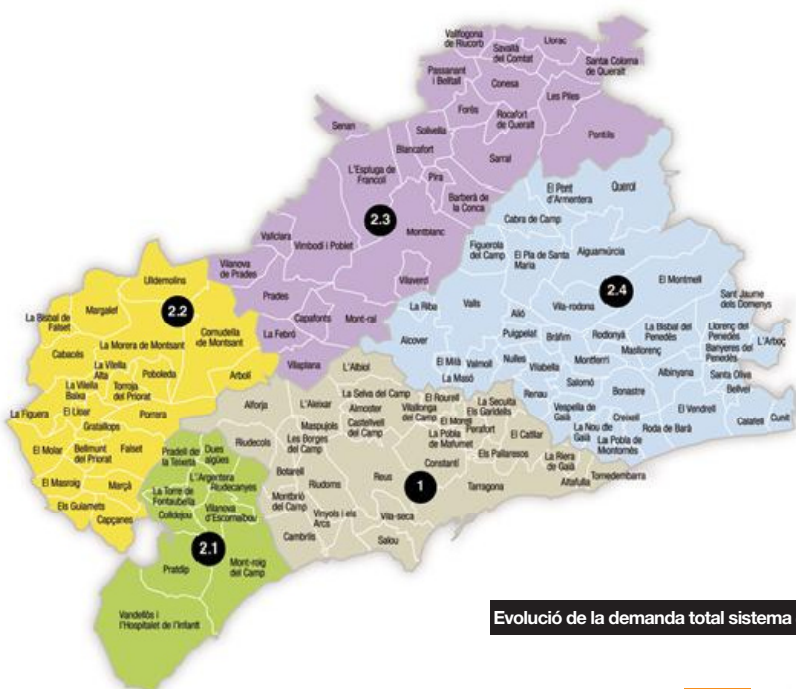 Vallfogona
de Riucorb
Savallà
del Comtat
Llorac
Santa Coloma
de Queralt
Passanant
i Belltall
Conesa
Les Piles
Forès
Rocafort
de Queralt
Senan
Solivella
Pontils
Blancafort
Sarral
L'Espluga de
Francolí
Pira
Barberà de
la Conca
2.3
Montblanc
Vallclara
Vimbodí i Poblet
Vilanova
de Prades
Vilaverd
Prades
Capafonts
Mont-ral
La Febró
Vilaplana
El Pont
d'Armentera
Querol
Cabra de Camp
Figuerola
del Camp
El Pla de Santa
Maria
Aiguamúrcia
2.4
El Montmell
Sant Jaume
dels Domenys
La Riba
Valls
Alió
Vila-rodona
Puigpelat
Bràfim
Rodonyà
La Bisbal del
Penedès
Llorenç del
Penedès
L'Arboç
Banyeres del
Penedès
Alcover
Masllorenç
Montferri
El Milà
Vallmoll
Nulles
Vilabella
Albinyana
Santa Oliva
La Masó
Renau
Salomó
Bonastre
Bellvei
Vespella de
Gaià
Creixell
El Vendrell
La Nou de
Gaià
Roda de Barà
Calafell
Cunit
La Pobla de
Montornès
Ulldemolins
La Bisbal de
Falset
Margalef
2.2
Cornudella
de Montsant
Cabacés
La Morera de Montsant
La Vilella
Alta
Poboleda
Arbolí
La Vilella
Baixa
Torroja
del Priorat
La Figuera
El Lloar
Porrera
Gratallops
El Molar
Bellmunt
del Priorat
Falset
El Masroig
Marçà
Els Guiamets
Capçanes
L'Albiol
Alforja
L'Aleixar
La Selva del Camp
El Rourell
La Secuita
Almoster
Vilallonga
del Camp
Els Garidells
Maspujols
Castellvell
del Camp
El Morell
Perafort
Riudecols
Les Borges
del Camp
La Pobla
de Mafumet
El Catllar
Els Pallaresos
La Riera
de Gaià
Botarell
Constantí
Torredembarra
Riudoms
Reus
1
Tarragona
Altafulla
Montbrió
del Camp
Vinyols i els
Arcs
Vila-seca
Cambrils
Salou
Pradell de
la Teixeta
Dues
aigües
L'Argentera
Riudecanyes
La Torre de
Fontaubella
Colldejou
Vilanova
d'Escornalbou
2.1
Pratdip
Mont-roig
del Camp
Vandellòs i
l'Hospitalet de l'Infantt
Evolució de la demanda total sistema